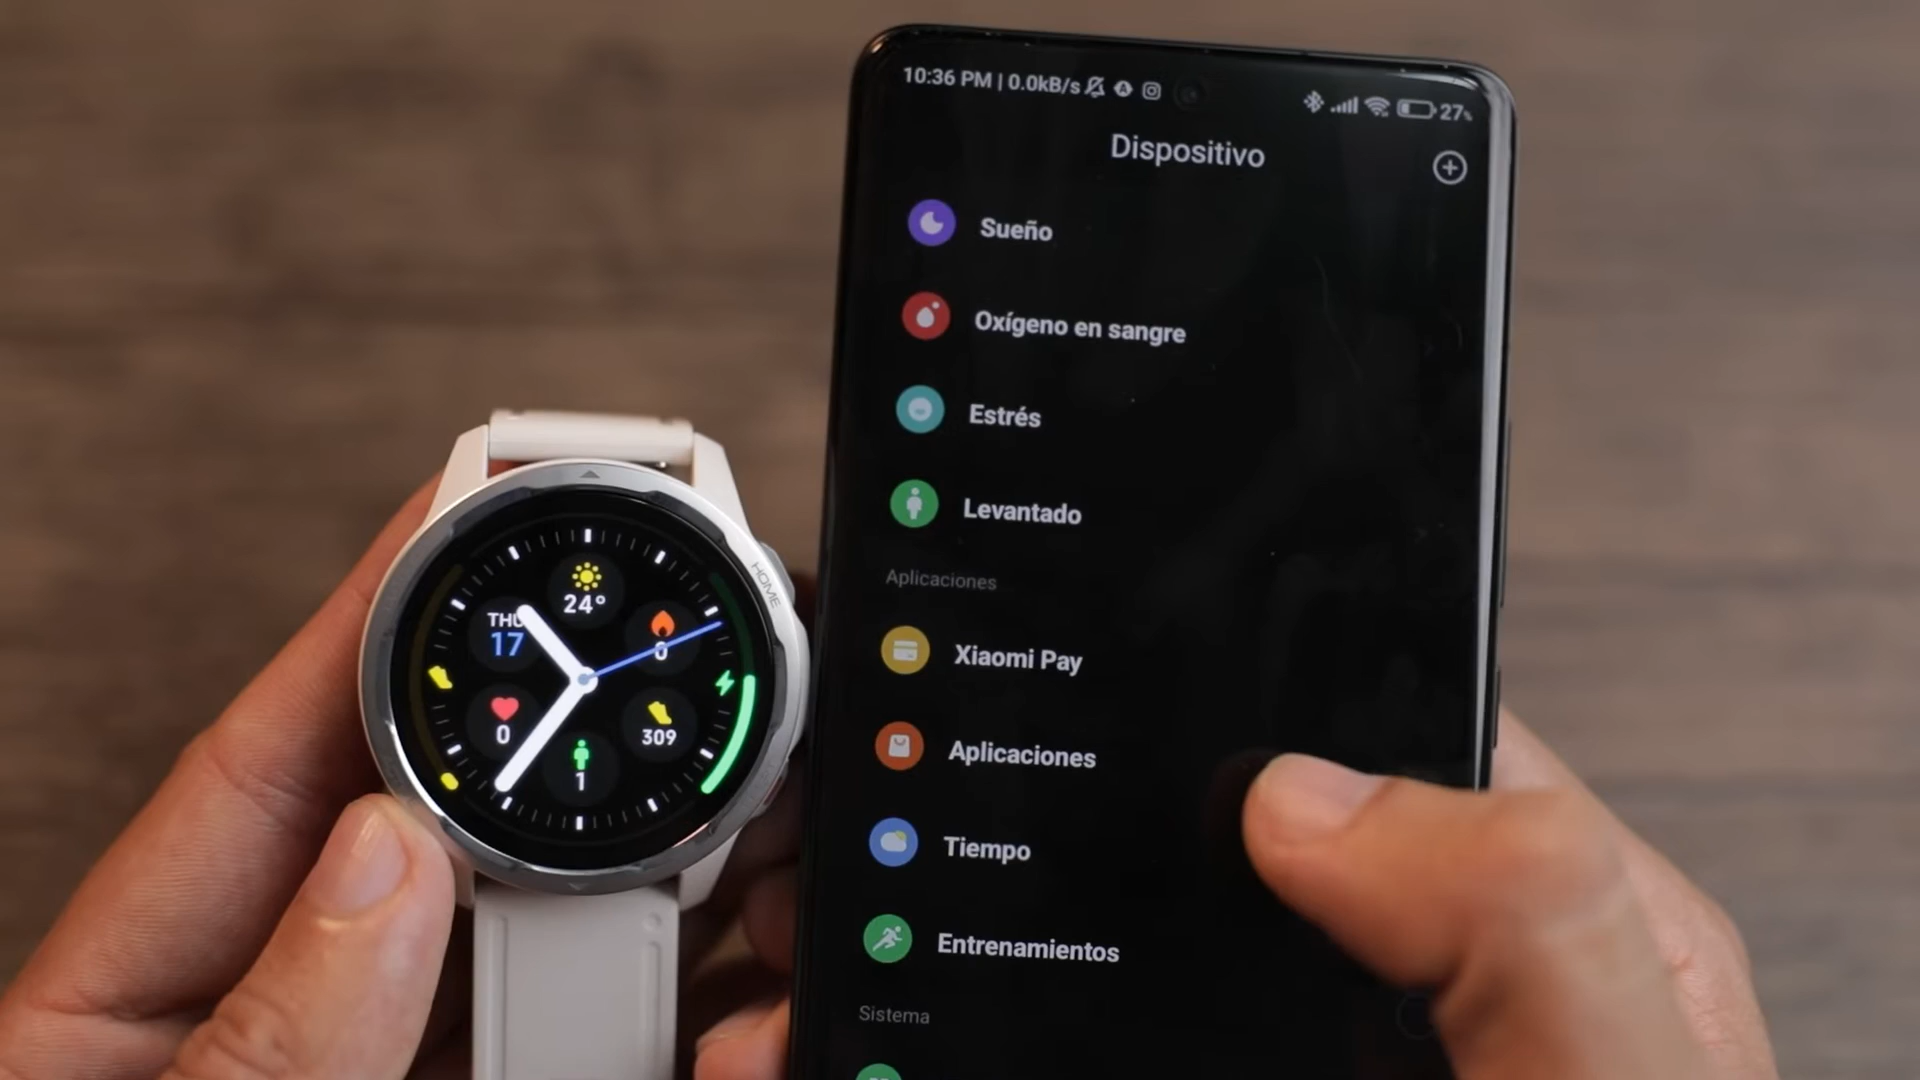 10:36 PM | 0.0kB/s
27%
Dispositivo
Sueño
Oxígeno en sangre
Estrés
Levantado
Aplicaciones
Xiaomi Pay
Aplicaciones
Tiempo
Entrenamientos
Sistema
HOME
24°
THU
17
0
0
309
1